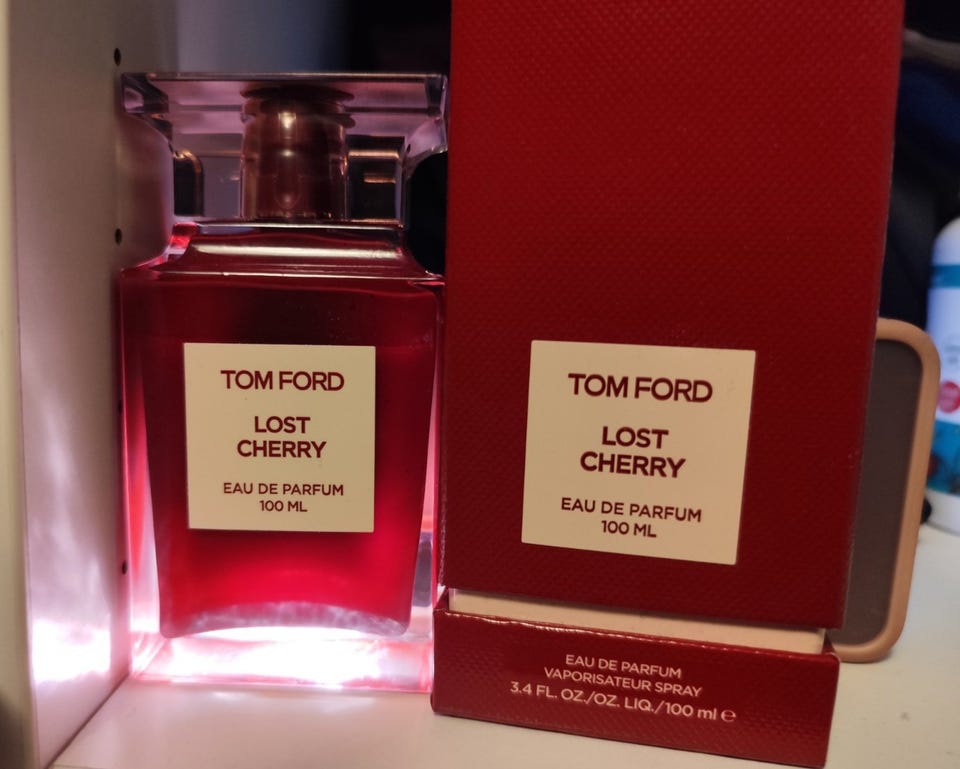 TOM FORD
LOST
CHERRY
EAU DE PARFUM
100 ML
TOM FORD
LOST
CHERRY
EAU DE PARFUM
100 ML
EAU DE PARFUM
VAPORISATEUR SPRAY
3.4 FL. OZ./OZ. LIQ./100 ml ℮